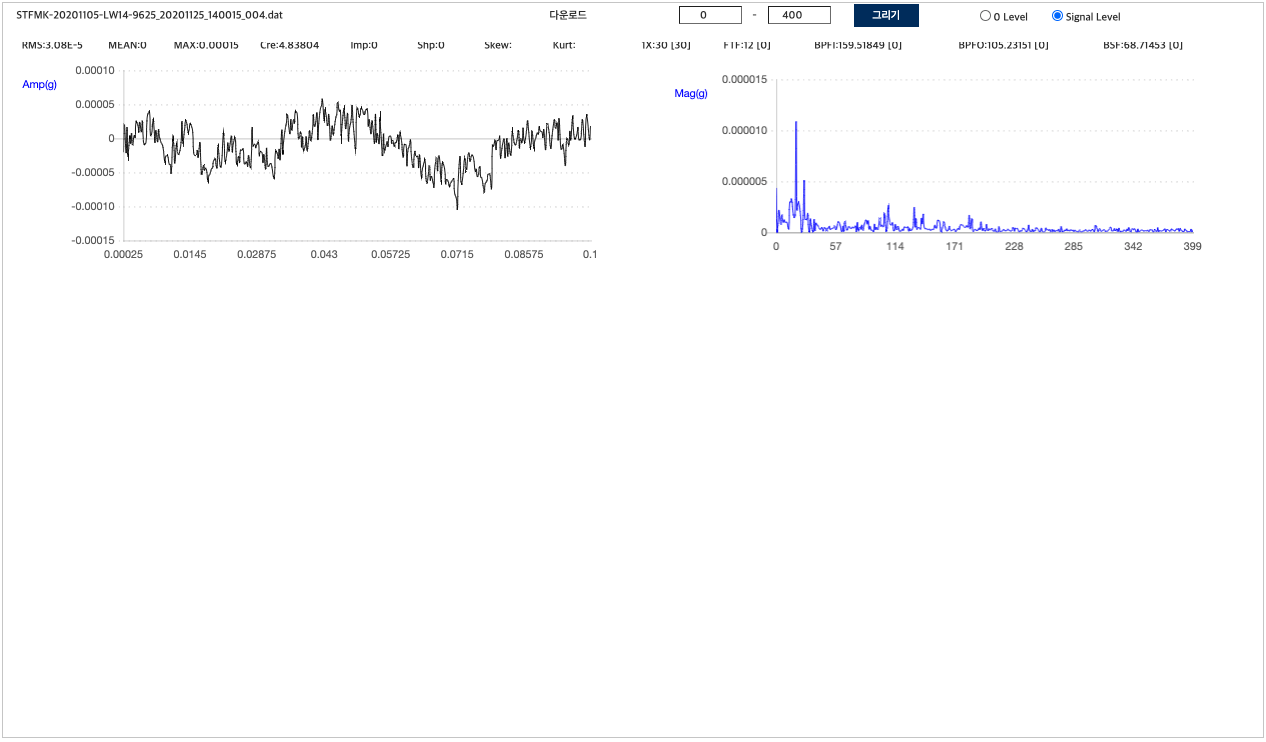 STFMK-20201105-LW14-9625_20201125_140015_004.dat 다운로드 0 - 400 그리기 0 Level Signal Level
RMS:3.08E-5 MEAN:0 MAX:0.00015 Cre:4.83804 Imp:0 Shp:0 Skew: Kurt: 1X:30 [30] FTF:12 [0] BPFI:159.51849 [0] BPFO:105.23151 [0] BSF:68.71453 [0]
Amp(g)
0.00010
0.00005
0
-0.00005
-0.00010
-0.00015
0.00025 0.0145 0.02875 0.043 0.05725 0.0715 0.08575 0.1
Mag(g)
0.000015
0.000010
0.000005
0
0 57 114 171 228 285 342 399